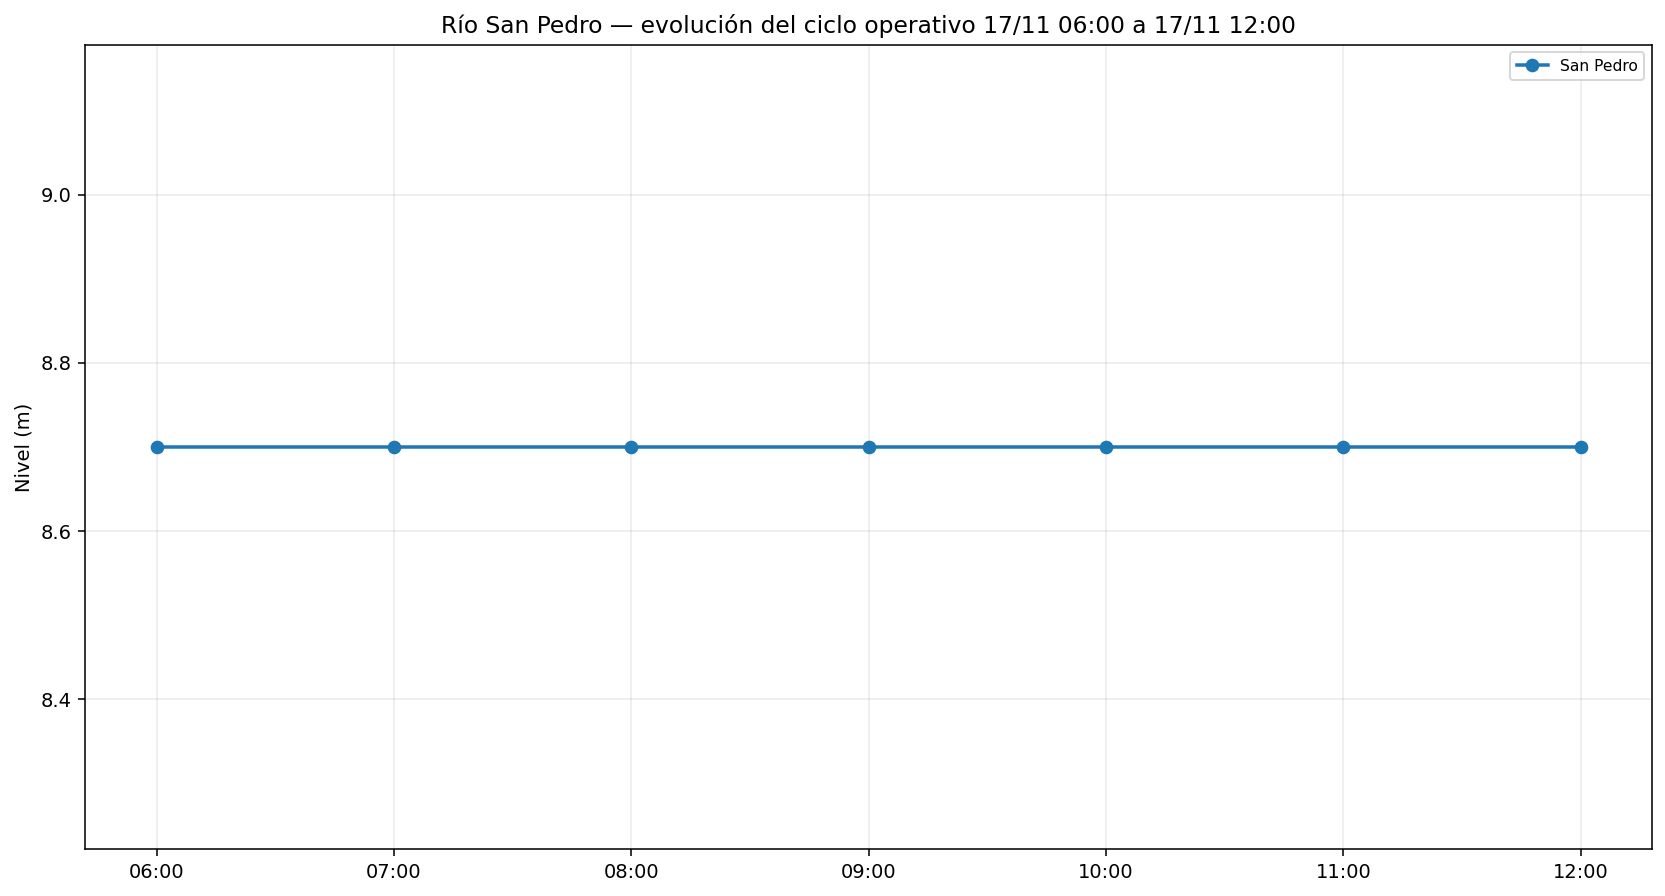 Río San Pedro — evolución del ciclo operativo 17/11 06:00 a 17/11 12:00
San Pedro
Nivel (m)
9.0
8.8
8.6
8.4
06:00 07:00 08:00 09:00 10:00 11:00 12:00